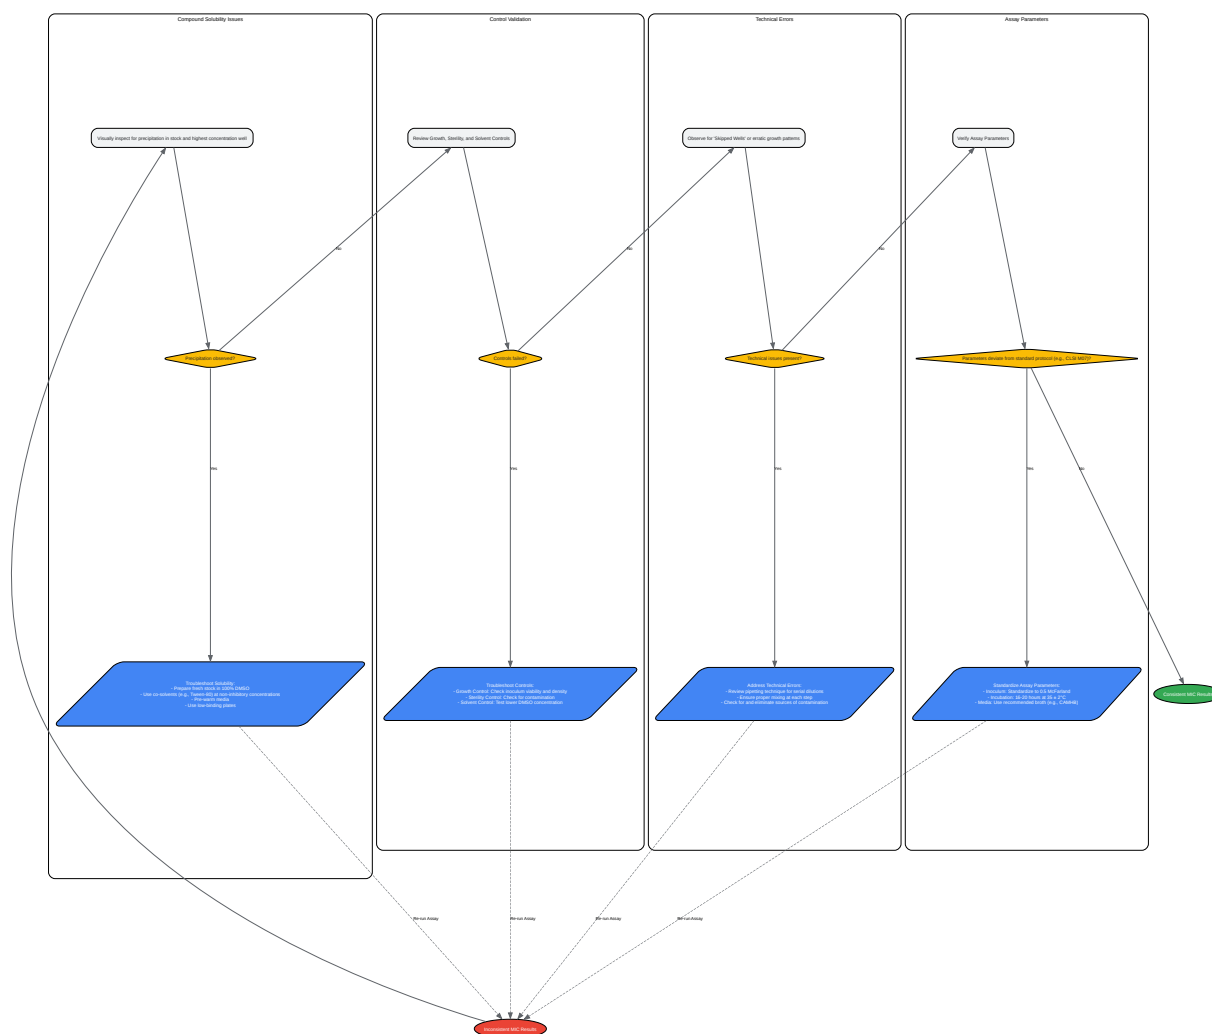 Compound Solubility Issues
Control Validation
Technical Errors
Assay Parameters
Visually inspect for precipitation in stock and highest concentration well
Review Growth, Sterility, and Solvent Controls
Observe for 'Skipped Wells' or erratic growth patterns
Verify Assay Parameters
No
No
No
Precipitation observed?
Controls failed?
Technical issues present?
Parameters deviate from standard protocol (e.g., CLSI M07)?
Yes
Yes
Yes
Yes
No
Troubleshoot Solubility:
- Prepare fresh stock in 100% DMSO
- Use co-solvents (e.g., Tween-80) at non-inhibitory concentrations
- Pre-warm media
- Use low-binding plates
Troubleshoot Controls:
- Growth Control: Check inoculum viability and density
- Sterility Control: Check for contamination
- Solvent Control: Test lower DMSO concentration
Address Technical Errors:
- Review pipetting technique for serial dilutions
- Ensure proper mixing at each step
- Check for and eliminate sources of contamination
Standardize Assay Parameters:
- Inoculum: Standardize to 0.5 McFarland
- Incubation: 16-20 hours at 35 ± 2°C
- Media: Use recommended broth (e.g., CAMHB)
Consistent MIC Results
Re-run Assay
Re-run Assay
Re-run Assay
Re-run Assay
Inconsistent MIC Results